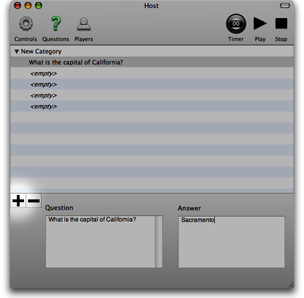 Host
Controls Questions Players 00 Timer Play Stop
New Category
What is the capital of California?
<empty>
<empty>
<empty>
<empty>
Question Answer
What is the capital of California? Sacramento